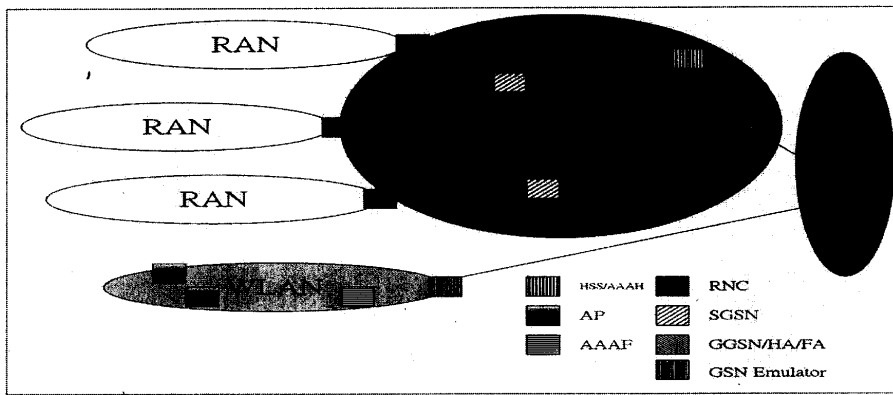 RAN
RAN
RAN
WLAN
HSS/AAAH
RNC
AP
SGSN
AAAF
GGSN/HA/FA
GSN Emulator